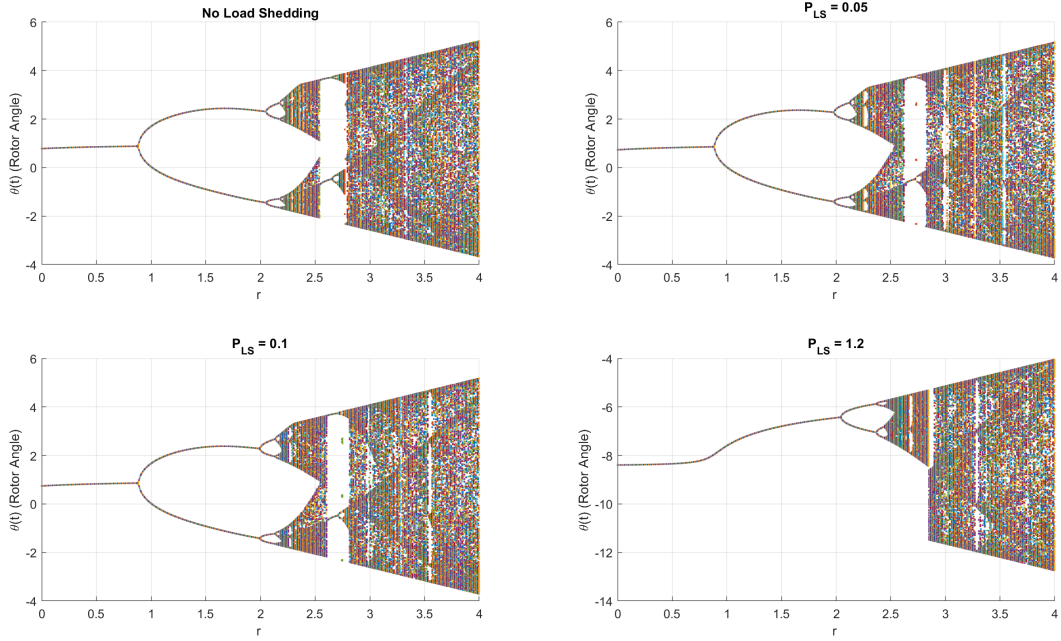 No Load Shedding
6
4
2
0
-2
-4
θ(t) (Rotor Angle)
0 0.5 1 1.5 2 2.5 3 3.5 4
r
P_LS = 0.05
6
4
2
0
-2
-4
θ(t) (Rotor Angle)
0 0.5 1 1.5 2 2.5 3 3.5 4
r
P_LS = 0.1
6
4
2
0
-2
-4
θ(t) (Rotor Angle)
0 0.5 1 1.5 2 2.5 3 3.5 4
r
P_LS = 1.2
-4
-6
-8
-10
-12
-14
θ(t) (Rotor Angle)
0 0.5 1 1.5 2 2.5 3 3.5 4
r